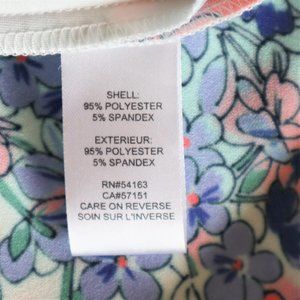 SHELL:
95% POLYESTER
5% SPANDEX
EXTERIEUR:
95% POLYESTER
5% SPANDEX
RN#54163
CA#57151
CARE ON REVERSE
SOIN SUR L'INVERSE